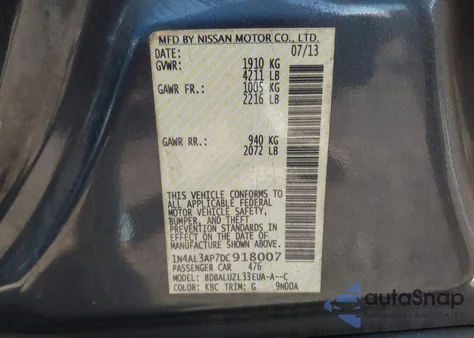 MFD BY NISSAN MOTOR CO., LTD.
DATE: 07/13
GVWR: 1910 KG
4211 LB
GAWR FR.: 1005 KG
2216 LB
GAWR RR.: 940 KG
2072 LB
THIS VEHICLE CONFORMS TO
ALL APPLICABLE FEDERAL
MOTOR VEHICLE SAFETY,
BUMPER, AND THEFT
PREVENTION STANDARDS IN
EFFECT ON THE DATE OF
MANUFACTURE SHOWN ABOVE.
1N4AL3AP7DC918007
PASSENGER CAR 476
MODEL: BDBALUZL33EUA-A--C
COLOR: KBC TRIM: G 9N00A
autoSnap